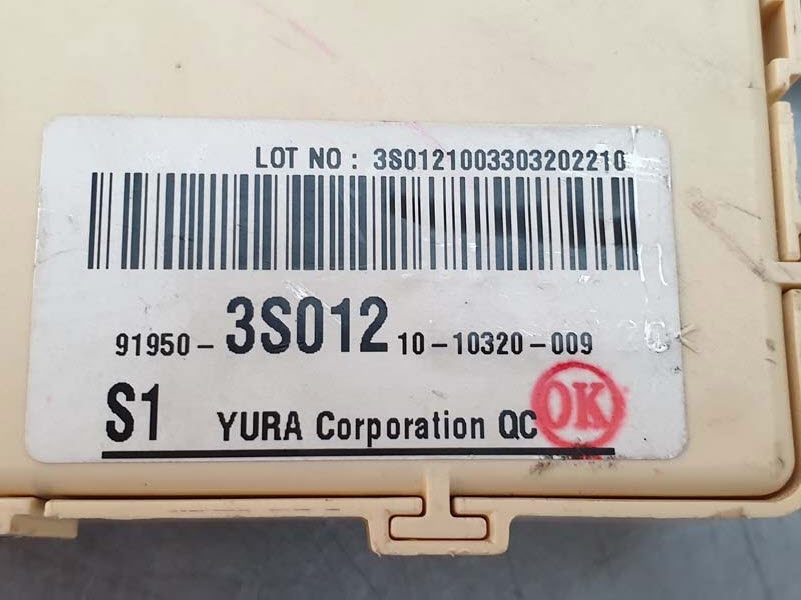 LOT NO : 3S0121003303202210
91950 - 3S012 10-10320-009
S1 YURA Corporation QC OK